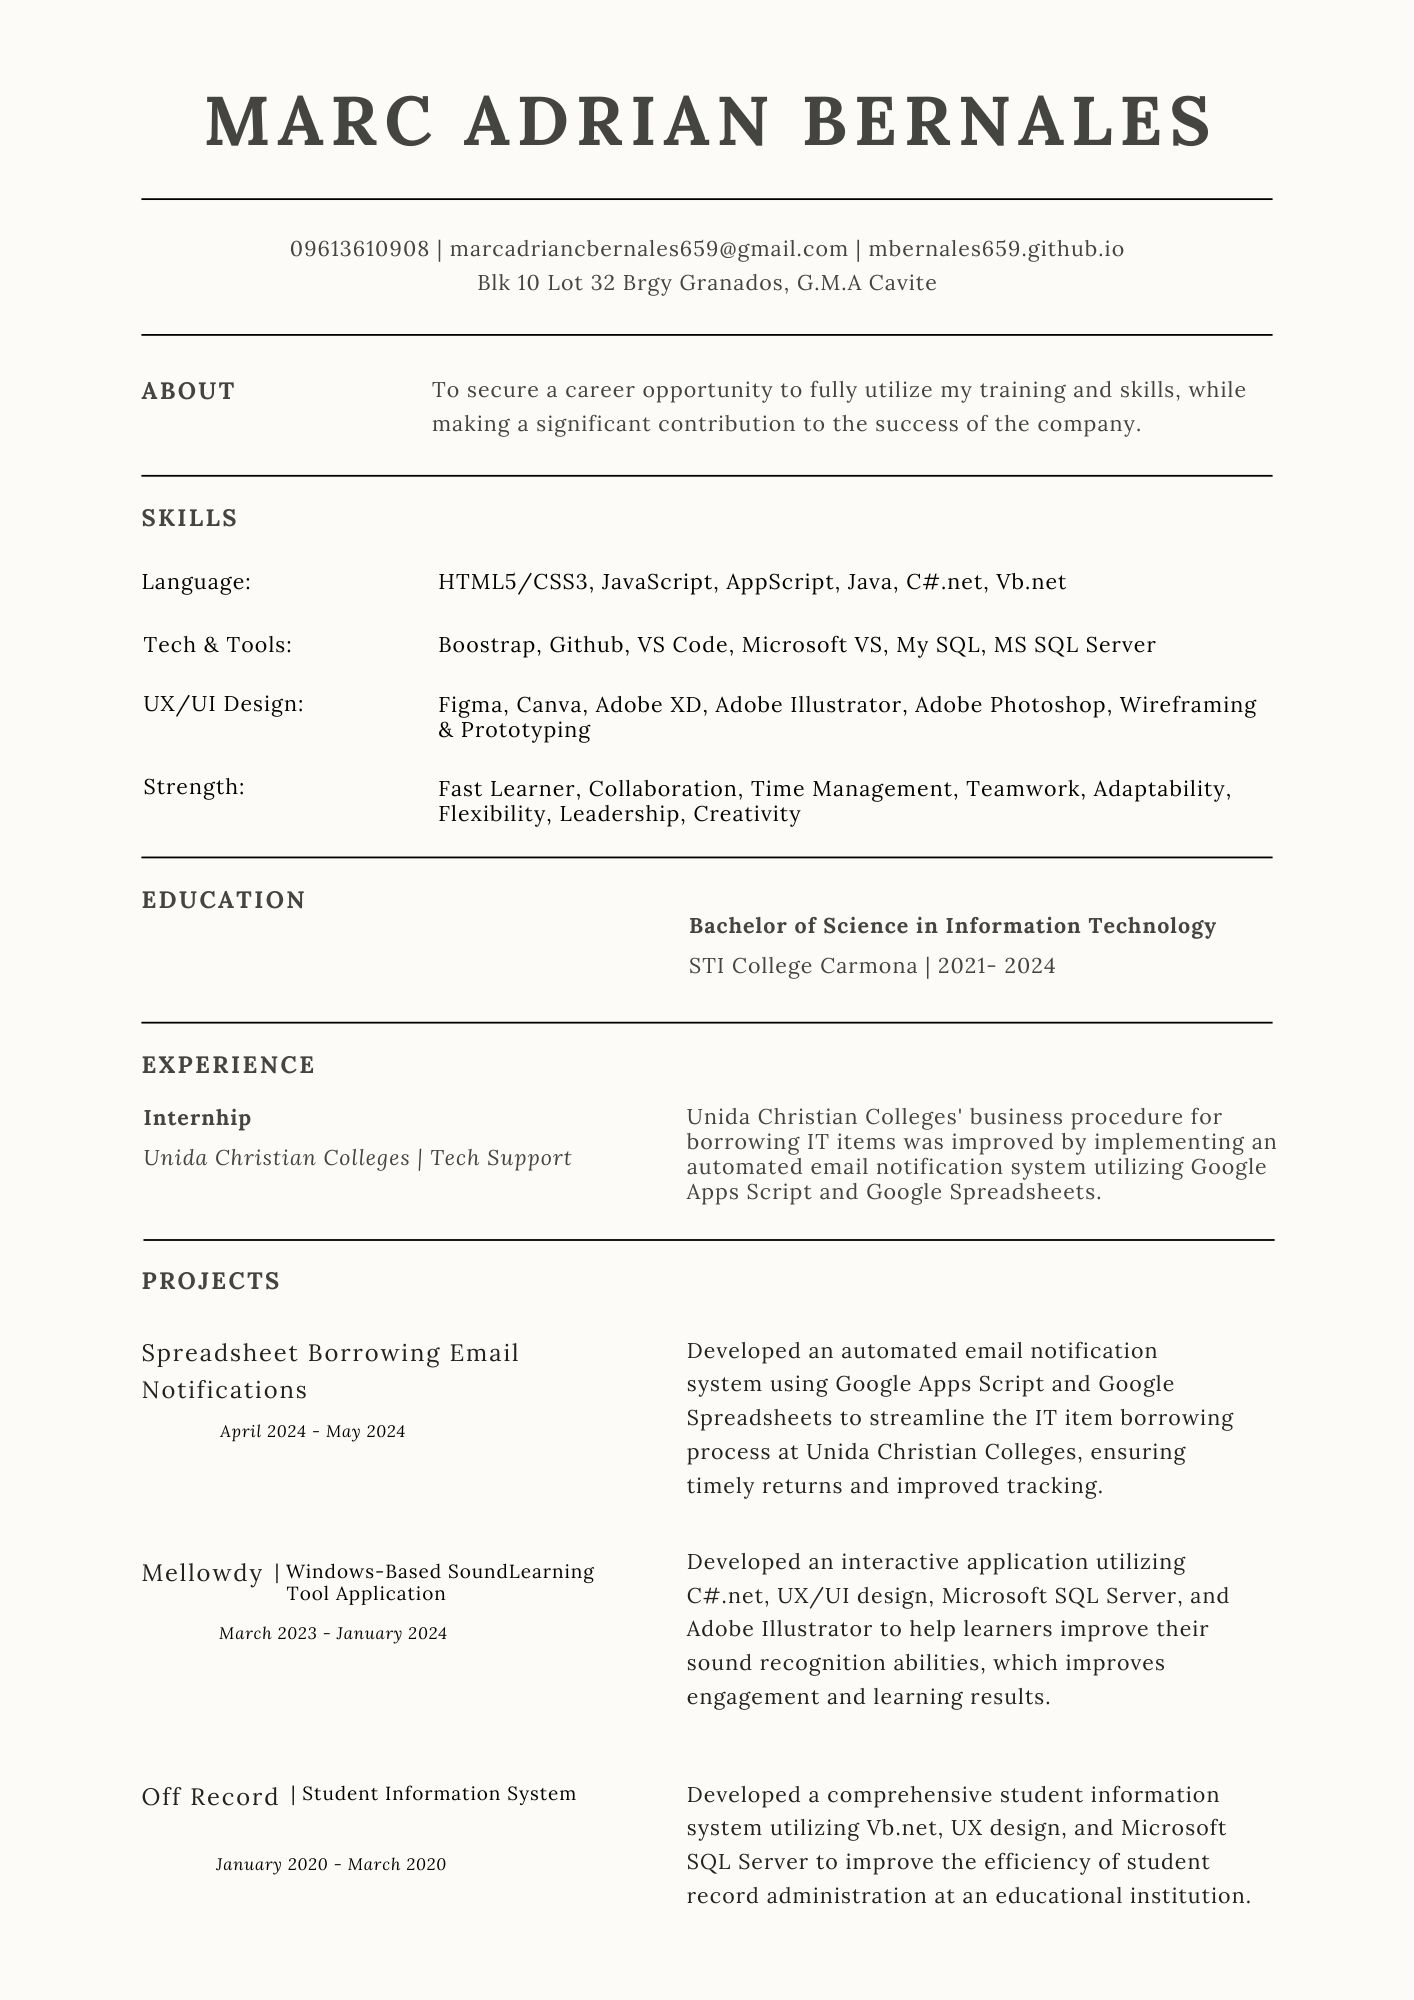 MARC ADRIAN BERNALES
09613610908 | marcadriancbernales659@gmail.com | mbernales659.github.io
Blk 10 Lot 32 Brgy Granados, G.M.A Cavite
ABOUT
To secure a career opportunity to fully utilize my training and skills, while
making a significant contribution to the success of the company.
SKILLS
Language:
HTML5/CSS3, JavaScript, AppScript, Java, C#.net, Vb.net
Tech & Tools:
Boostrap, Github, VS Code, Microsoft VS, My SQL, MS SQL Server
UX/UI Design:
Figma, Canva, Adobe XD, Adobe Illustrator, Adobe Photoshop, Wireframing
& Prototyping
Strength:
Fast Learner, Collaboration, Time Management, Teamwork, Adaptability,
Flexibility, Leadership, Creativity
EDUCATION
Bachelor of Science in Information Technology
STI College Carmona | 2021- 2024
EXPERIENCE
Internhip
Unida Christian Colleges | Tech Support
Unida Christian Colleges' business procedure for
borrowing IT items was improved by implementing an
automated email notification system utilizing Google
Apps Script and Google Spreadsheets.
PROJECTS
Spreadsheet Borrowing Email
Notifications
April 2024 - May 2024
Developed an automated email notification
system using Google Apps Script and Google
Spreadsheets to streamline the IT item borrowing
process at Unida Christian Colleges, ensuring
timely returns and improved tracking.
Mellowdy | Windows-Based SoundLearning
Tool Application
March 2023 - January 2024
Developed an interactive application utilizing
C#.net, UX/UI design, Microsoft SQL Server, and
Adobe Illustrator to help learners improve their
sound recognition abilities, which improves
engagement and learning results.
Off Record | Student Information System
January 2020 - March 2020
Developed a comprehensive student information
system utilizing Vb.net, UX design, and Microsoft
SQL Server to improve the efficiency of student
record administration at an educational institution.